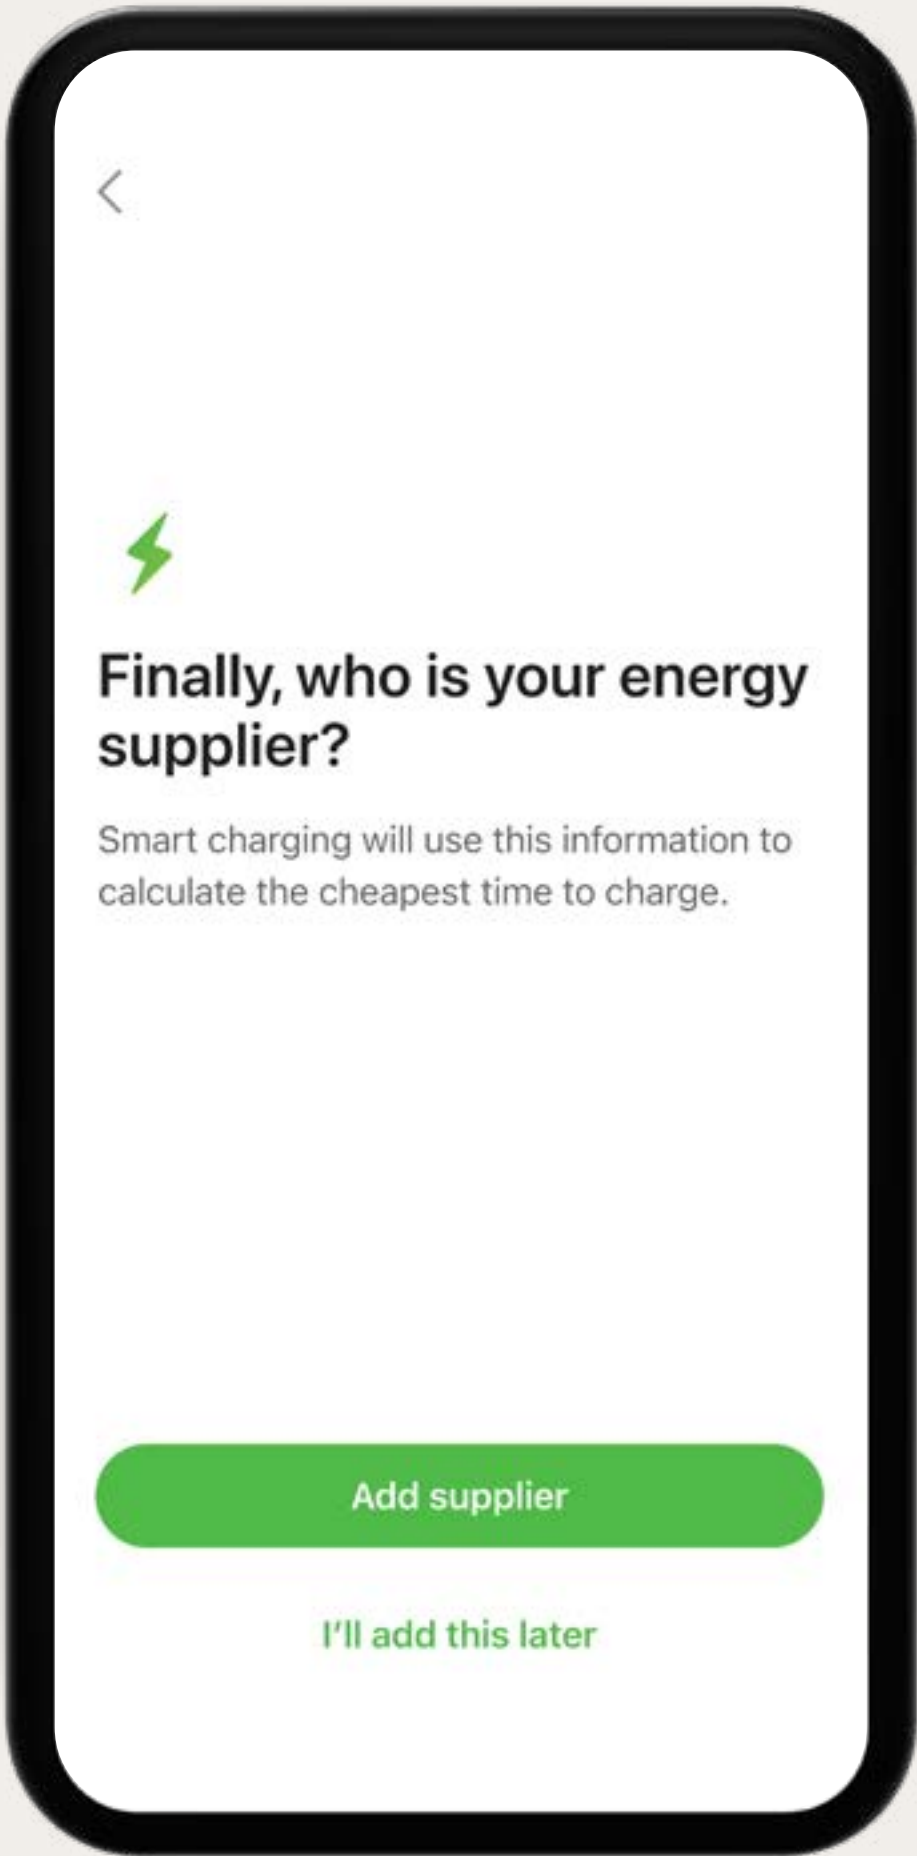 Finally, who is your energy
supplier?
Smart charging will use this information to
calculate the cheapest time to charge.
Add supplier
I’ll add this later